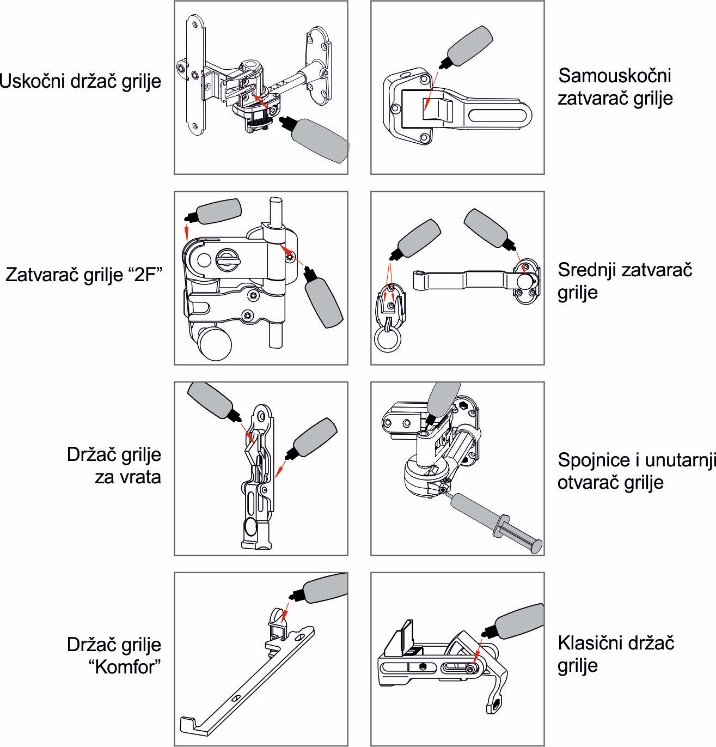 Uskočni držač grilje
Samouskočni
zatvarač grilje
Zatvarač grilje “2F”
Srednji zatvarač
grilje
Držač grilje
za vrata
Spojnice i unutarnji
otvarač grilje
Držač grilje
“Komfor”
Klasični držač
grilje